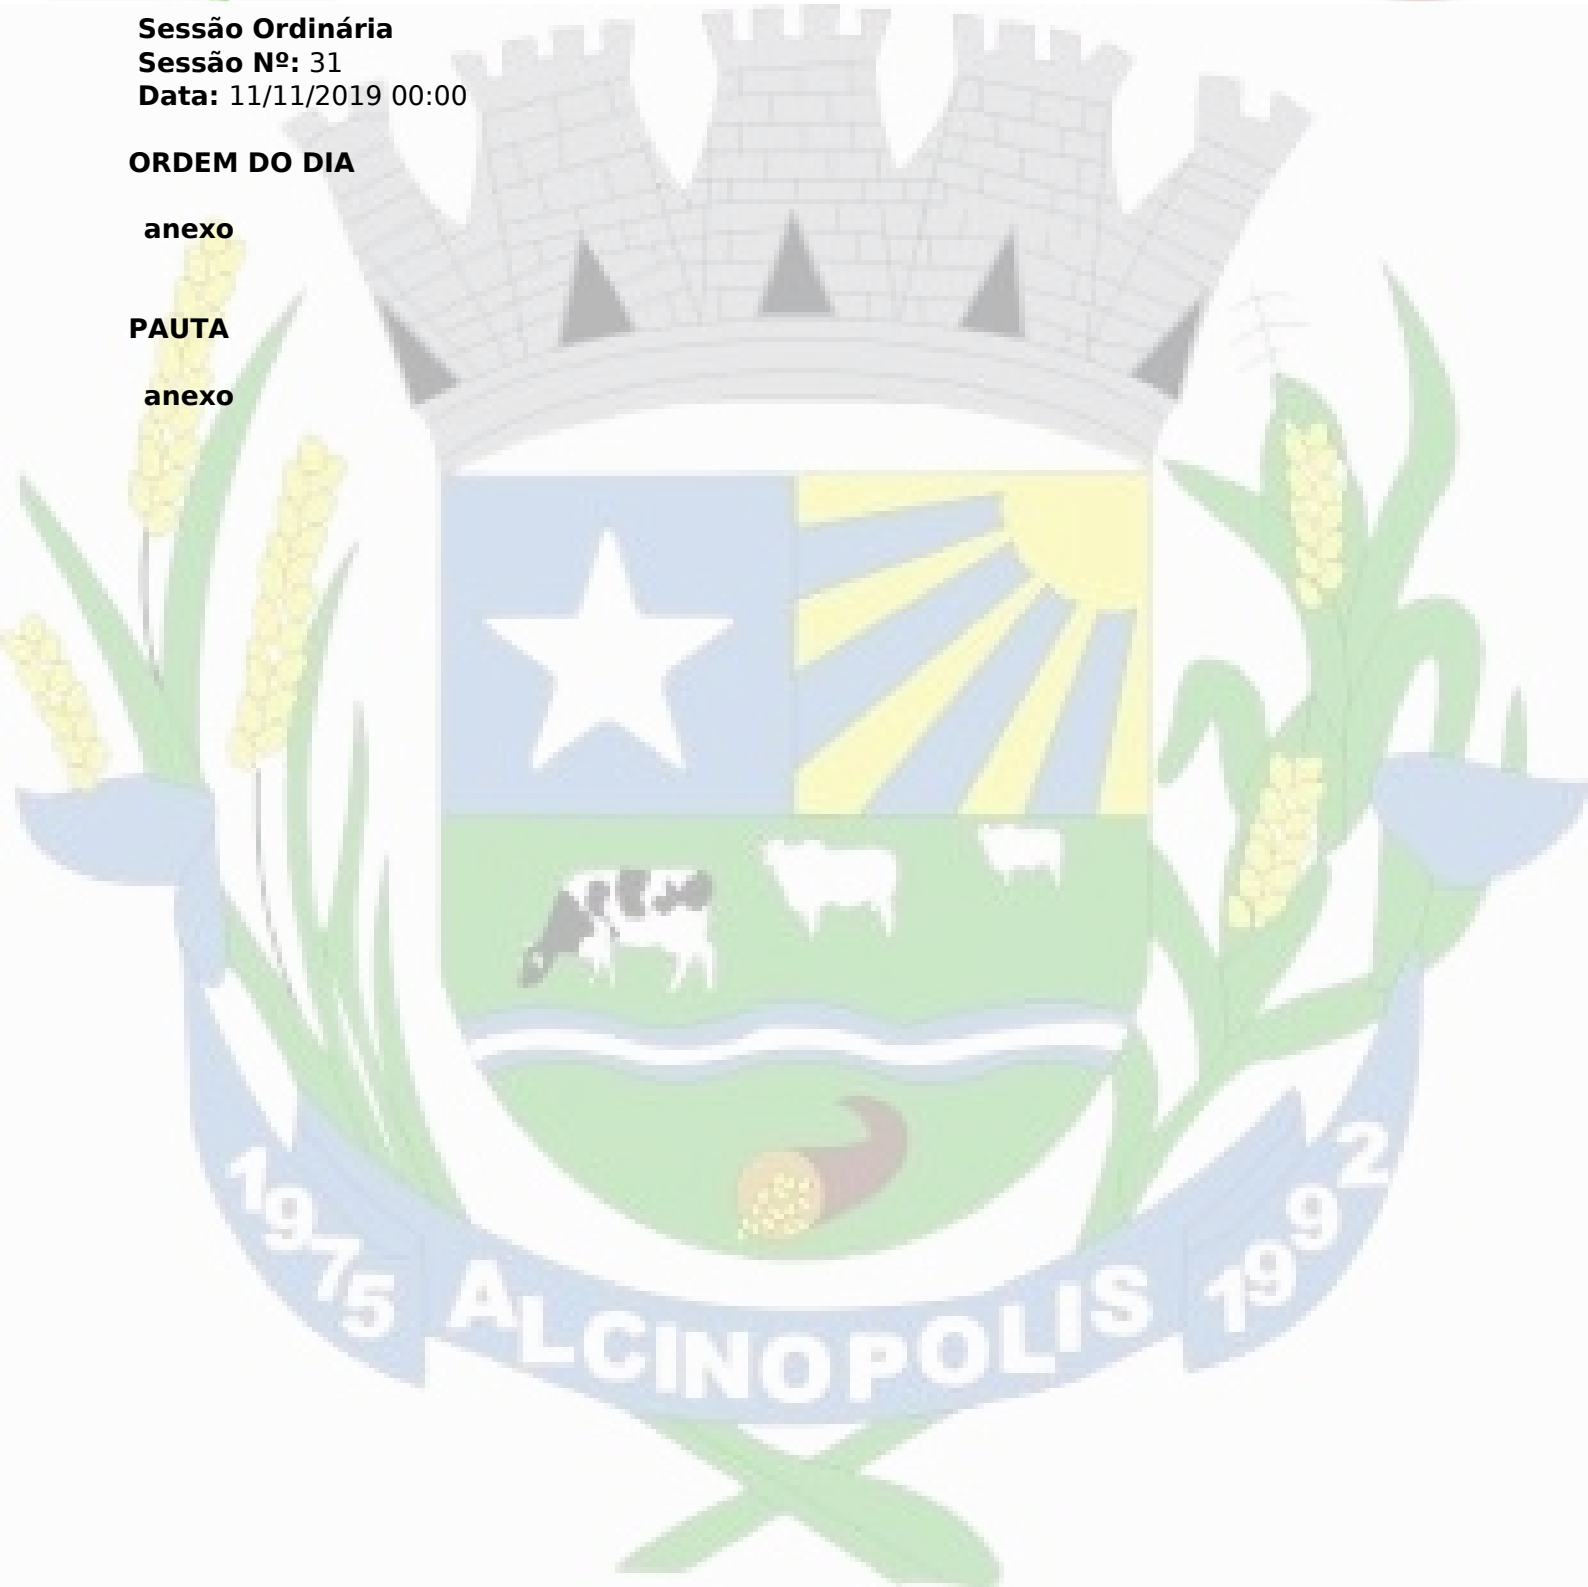 Sessão Ordinária
Sessão Nº: 31
Data: 11/11/2019 00:00
ORDEM DO DIA
anexo
PAUTA
anexo
1975
ALCINOPOLIS
1992